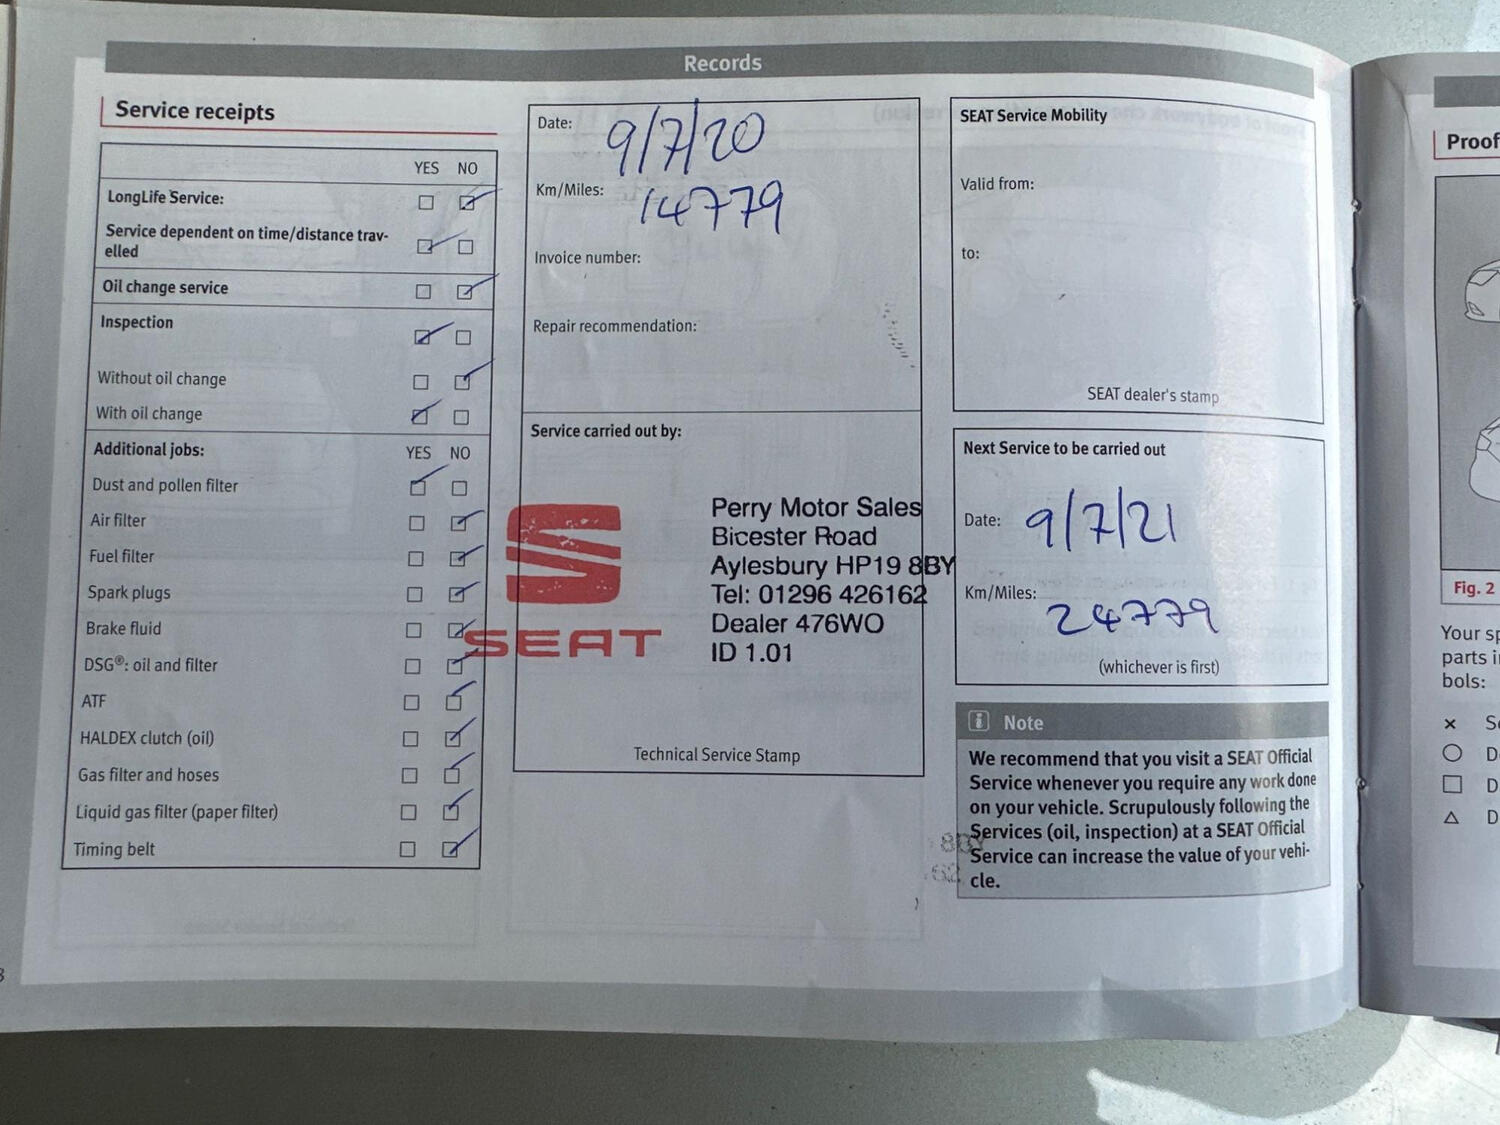 Records
Service receipts
YES NO
LongLife Service:
Service dependent on time/distance trav-
elled
Oil change service
Inspection
Without oil change
With oil change
Additional jobs: YES NO
Dust and pollen filter
Air filter
Fuel filter
Spark plugs
Brake fluid
DSG®: oil and filter
ATF
HALDEX clutch (oil)
Gas filter and hoses
Liquid gas filter (paper filter)
Timing belt
Date: 9/7/20
Km/Miles: 14779
Invoice number:
Repair recommendation:
Service carried out by:
SEAT
Perry Motor Sales
Bicester Road
Aylesbury HP19 8BY
Tel: 01296 426162
Dealer 476WO
ID 1.01
Technical Service Stamp
SEAT Service Mobility
Valid from:
to:
SEAT dealer's stamp
Next Service to be carried out
Date: 9/7/21
Km/Miles: 24779
(whichever is first)
i Note
We recommend that you visit a SEAT Official
Service whenever you require any work done
on your vehicle. Scrupulously following the
Services (oil, inspection) at a SEAT Official
Service can increase the value of your vehi-
cle.
8BY
62
Proof
Fig. 2
Your sp
parts i
bols:
× S
D
D
D